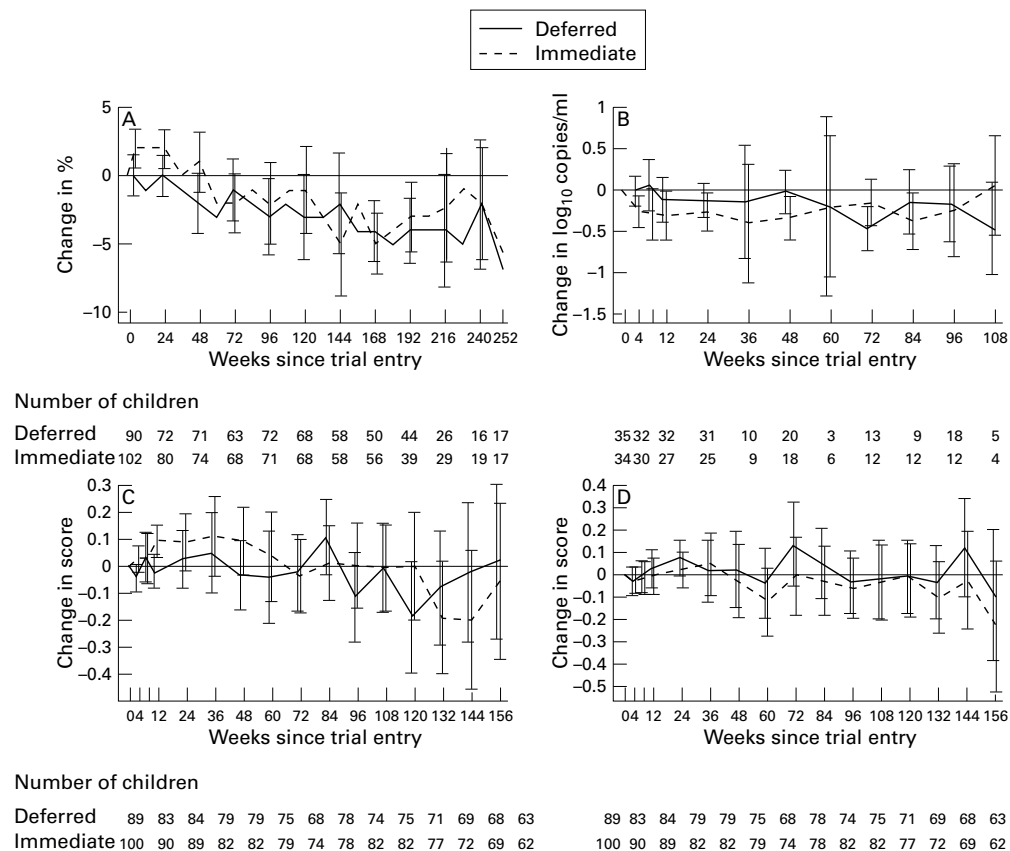 Deferred
Immediate
A
5
0
−5
−10
Change in %
0 24 48 72 96 120 144 168 192 216 240 252
Weeks since trial entry
B
1
0.5
0
−0.5
−1
−1.5
Change in log10 copies/ml
0 4 12 24 36 48 60 72 84 96 108
Weeks since trial entry
Number of children
Deferred 90 72 71 63 72 68 58 50 44 26 16 17 35 32 32 31 10 20 3 13 9 18 5
Immediate 102 80 74 68 71 68 58 56 39 29 19 17 34 30 27 25 9 18 6 12 12 12 4
C
0.3
0.2
0.1
0
−0.1
−0.2
−0.3
−0.4
Change in score
0 4 12 24 36 48 60 72 84 96 108 120 132 144 156
Weeks since trial entry
D
0.4
0.3
0.2
0.1
0
−0.1
−0.2
−0.3
−0.4
−0.5
Change in score
0 4 12 24 36 48 60 72 84 96 108 120 132 144 156
Weeks since trial entry
Number of children
Deferred 89 83 84 79 79 75 68 78 74 75 71 69 68 63 89 83 84 79 79 75 68 78 74 75 71 69 68 63
Immediate 100 90 89 82 82 79 74 78 82 82 77 72 69 62 100 90 89 82 82 79 74 78 82 82 77 72 69 62